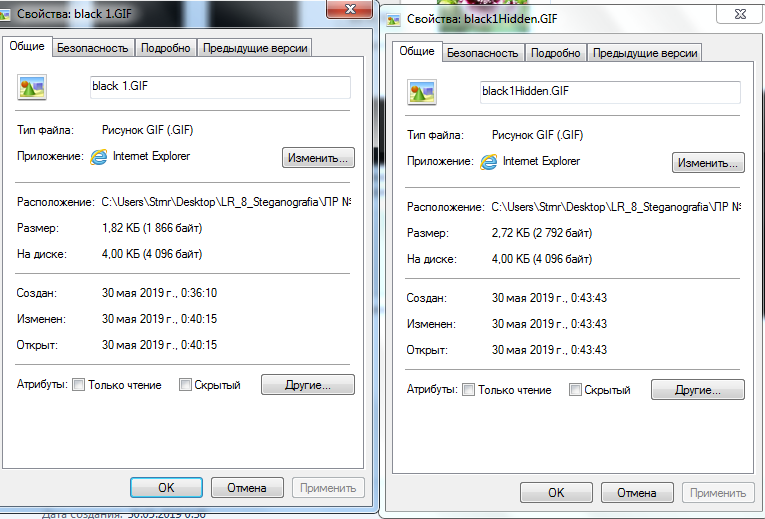 Свойства: black 1.GIF
Общие Безопасность Подробно Предыдущие версии
black 1.GIF
Тип файла: Рисунок GIF (.GIF)
Приложение: Internet Explorer Изменить...
Расположение: C:\Users\Stmr\Desktop\LR_8_Steganografia\ЛР №
Размер: 1,82 КБ (1 866 байт)
На диске: 4,00 КБ (4 096 байт)
Создан: 30 мая 2019 г., 0:36:10
Изменен: 30 мая 2019 г., 0:40:15
Открыт: 30 мая 2019 г., 0:40:15
Атрибуты: Только чтение Скрытый Другие...
OK Отмена Применить
Дата создания: 30.05.2019 0:36
Свойства: black1Hidden.GIF
Общие Безопасность Подробно Предыдущие версии
black1Hidden.GIF
Тип файла: Рисунок GIF (.GIF)
Приложение: Internet Explorer Изменить...
Расположение: C:\Users\Stmr\Desktop\LR_8_Steganografia\ЛР №
Размер: 2,72 КБ (2 792 байт)
На диске: 4,00 КБ (4 096 байт)
Создан: 30 мая 2019 г., 0:43:43
Изменен: 30 мая 2019 г., 0:43:43
Открыт: 30 мая 2019 г., 0:43:43
Атрибуты: Только чтение Скрытый Другие...
OK Отмена Применить